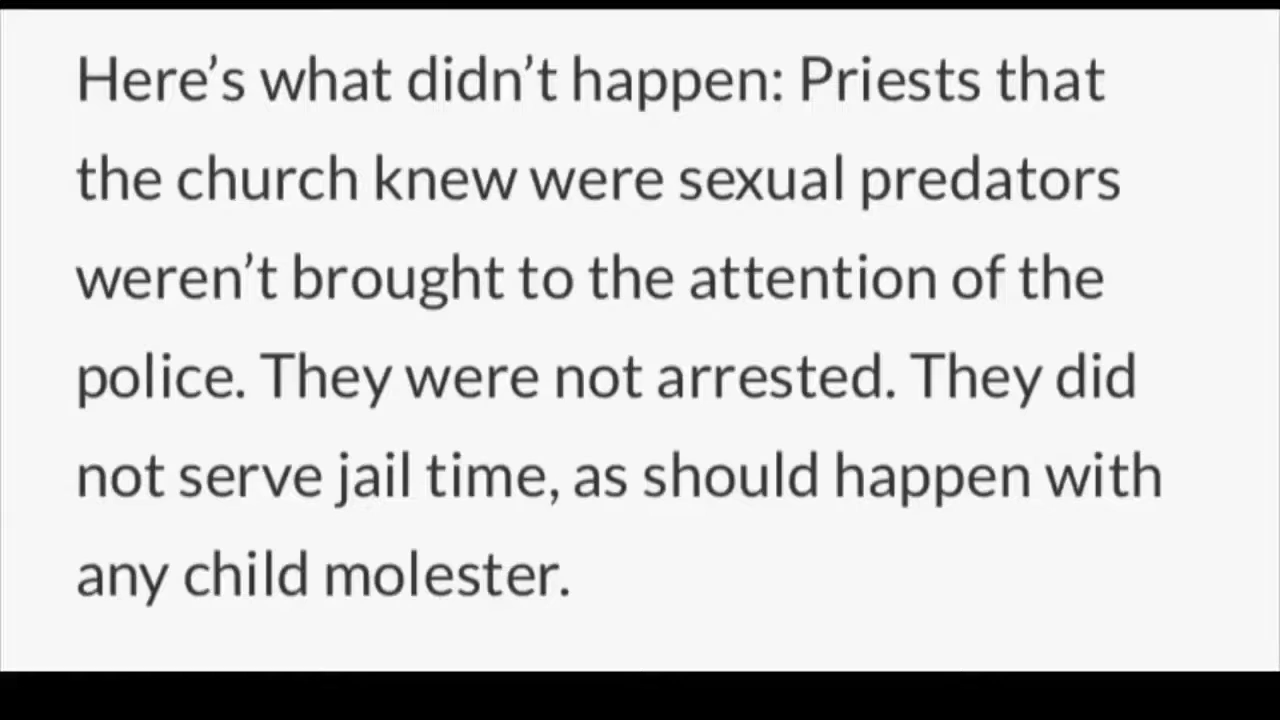 Here’s what didn’t happen: Priests that
the church knew were sexual predators
weren’t brought to the attention of the
police. They were not arrested. They did
not serve jail time, as should happen with
any child molester.